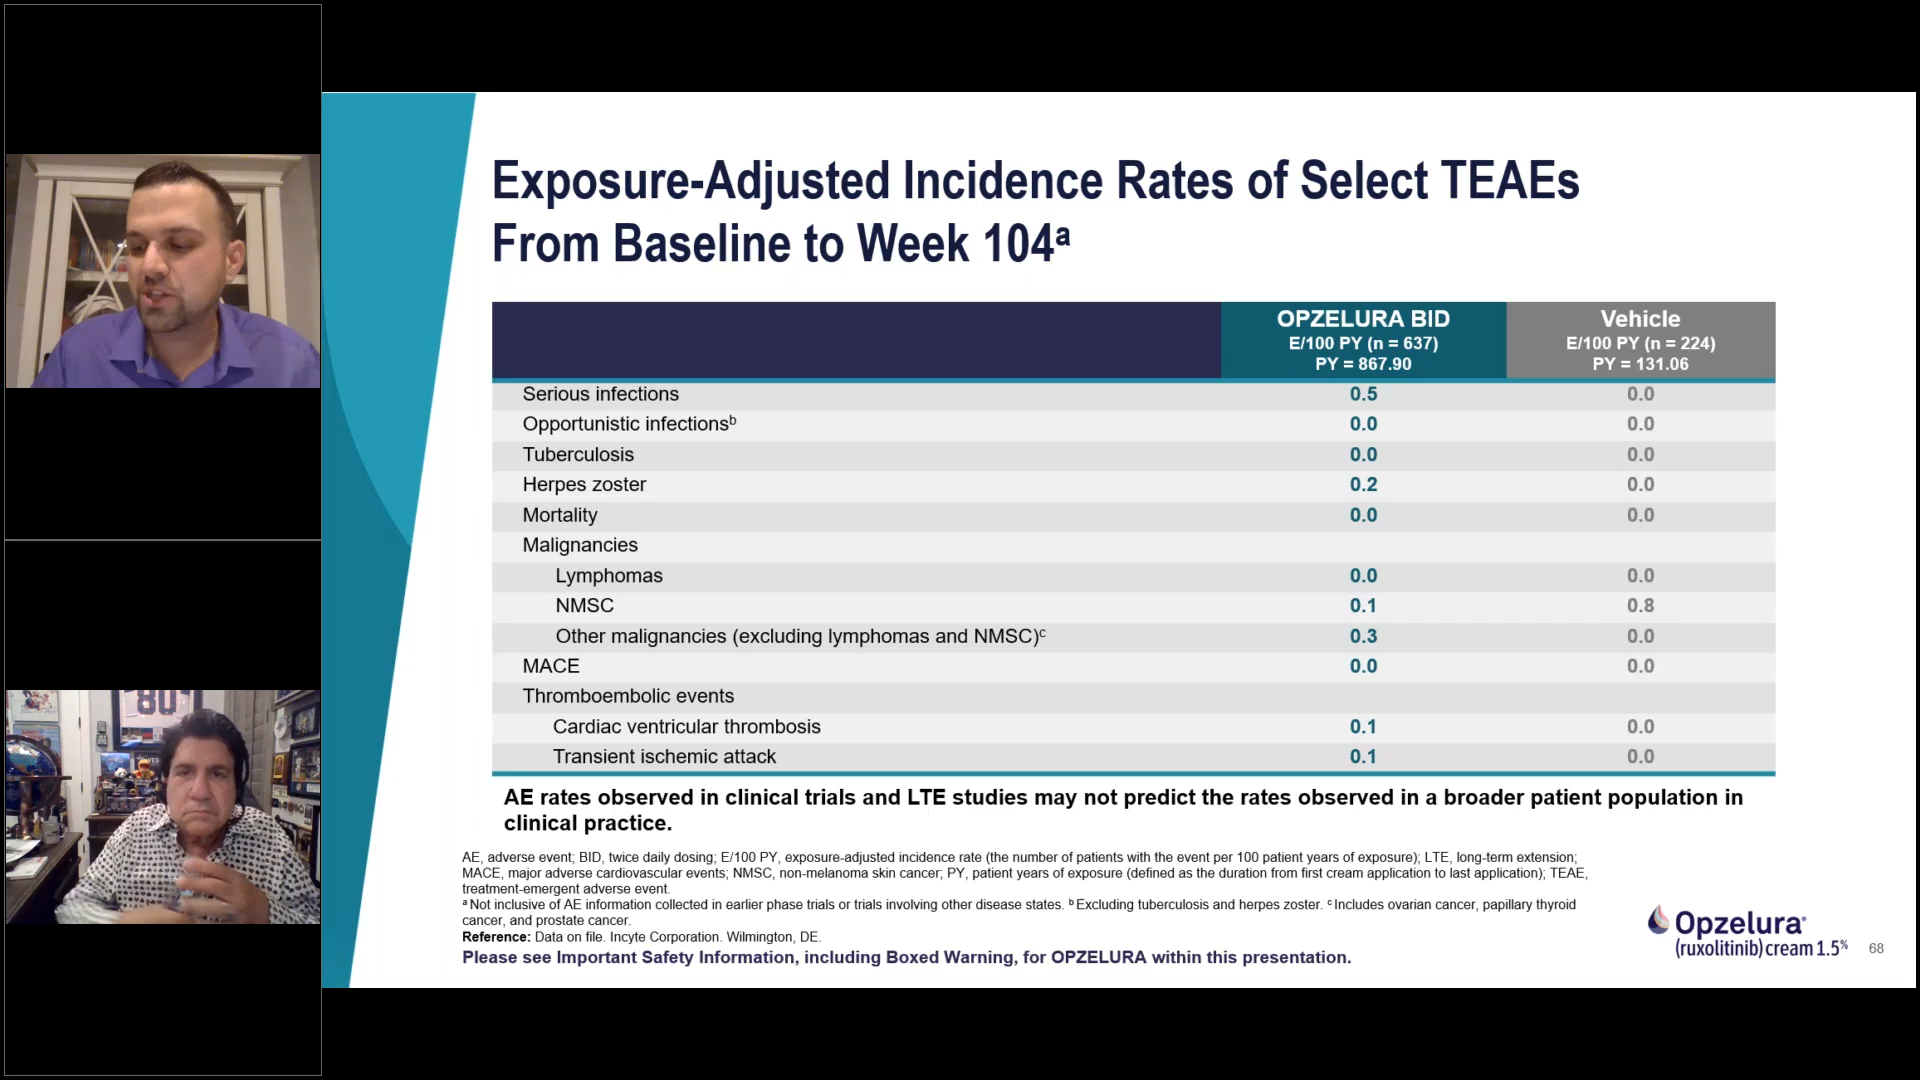 Exposure-Adjusted Incidence Rates of Select TEAEs
From Baseline to Week 104ᵃ
OPZELURA BID
E/100 PY (n = 637)
PY = 867.90
Vehicle
E/100 PY (n = 224)
PY = 131.06
Serious infections 0.5 0.0
Opportunistic infectionsᵇ 0.0 0.0
Tuberculosis 0.0 0.0
Herpes zoster 0.2 0.0
Mortality 0.0 0.0
Malignancies
Lymphomas 0.0 0.0
NMSC 0.1 0.8
Other malignancies (excluding lymphomas and NMSC)ᶜ 0.3 0.0
MACE 0.0 0.0
Thromboembolic events
Cardiac ventricular thrombosis 0.1 0.0
Transient ischemic attack 0.1 0.0
AE rates observed in clinical trials and LTE studies may not predict the rates observed in a broader patient population in
clinical practice.
AE, adverse event; BID, twice daily dosing; E/100 PY, exposure-adjusted incidence rate (the number of patients with the event per 100 patient years of exposure); LTE, long-term extension;
MACE, major adverse cardiovascular events; NMSC, non-melanoma skin cancer; PY, patient years of exposure (defined as the duration from first cream application to last application); TEAE,
treatment-emergent adverse event.
ᵃ Not inclusive of AE information collected in earlier phase trials or trials involving other disease states. ᵇ Excluding tuberculosis and herpes zoster. ᶜ Includes ovarian cancer, papillary thyroid
cancer, and prostate cancer.
Reference: Data on file. Incyte Corporation. Wilmington, DE.
Please see Important Safety Information, including Boxed Warning, for OPZELURA within this presentation.
Opzelura®
(ruxolitinib) cream 1.5%
68
80